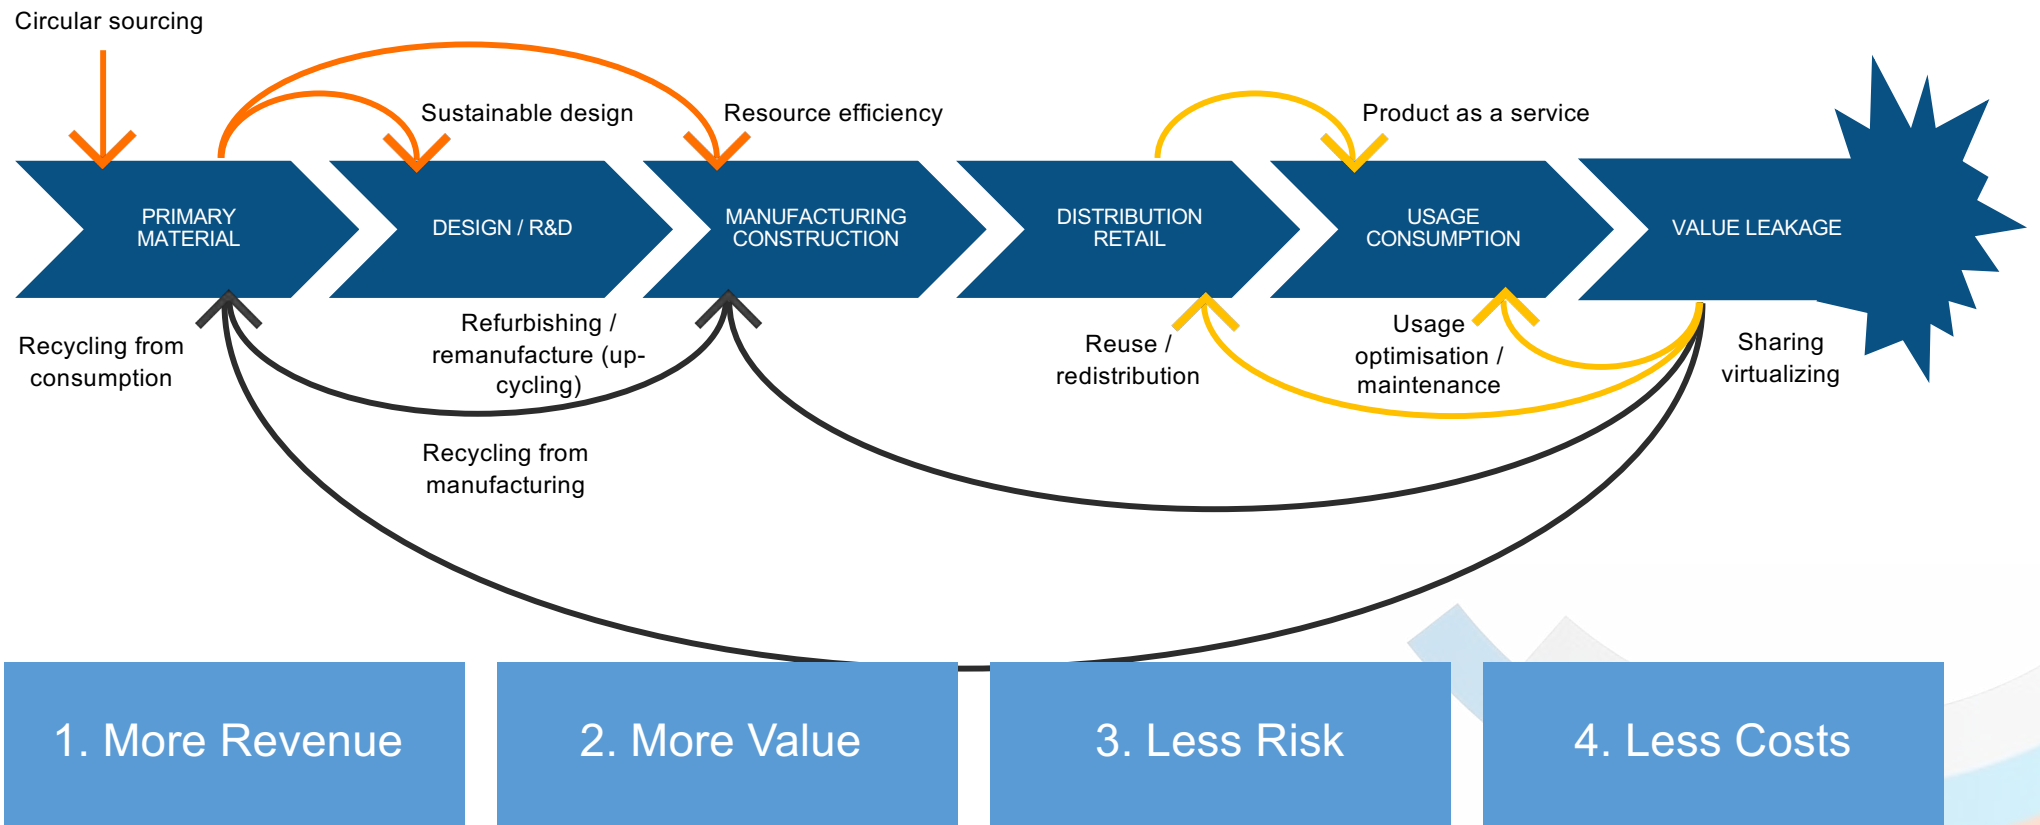 Circular sourcing
Sustainable design
Resource efficiency
Product as a service
PRIMARY
MATERIAL
DESIGN / R&D
MANUFACTURING
CONSTRUCTION
DISTRIBUTION
RETAIL
USAGE
CONSUMPTION
VALUE LEAKAGE
Recycling from
consumption
Refurbishing /
remanufacture (up-
cycling)
Reuse /
redistribution
Usage
optimisation /
maintenance
Sharing
virtualizing
Recycling from
manufacturing
1. More Revenue
2. More Value
3. Less Risk
4. Less Costs